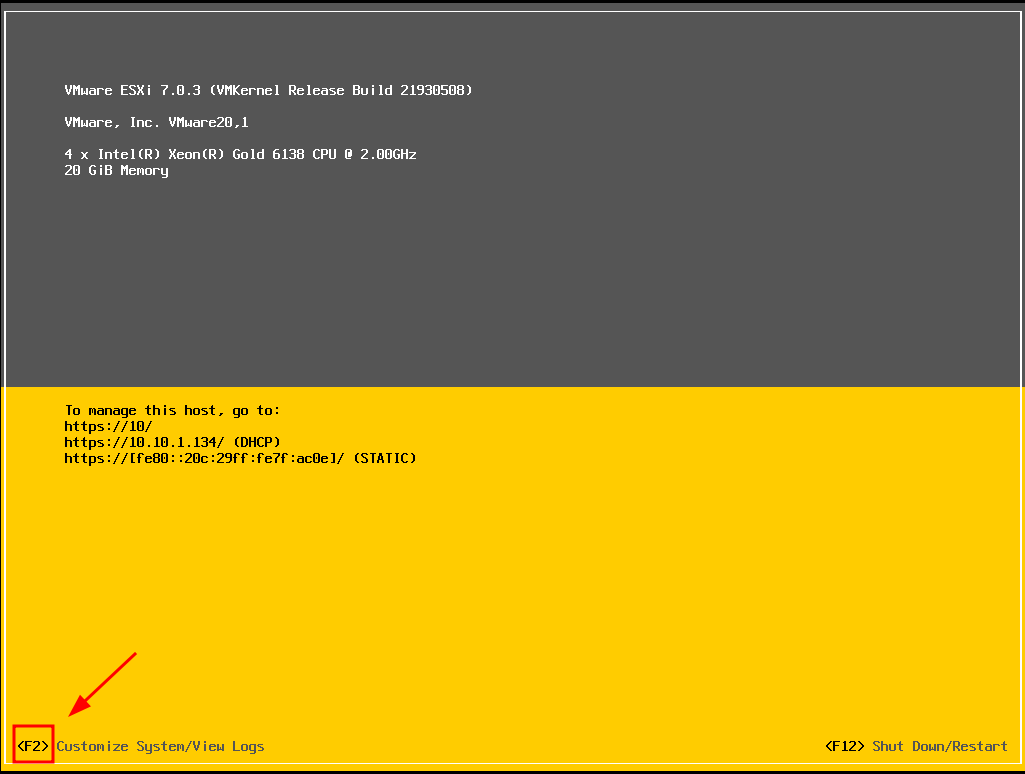 VMware ESXi 7.0.3 (VMKernel Release Build 21930508)
VMware, Inc. VMware20,1
4 x Intel(R) Xeon(R) Gold 6138 CPU @ 2.00GHz
20 GiB Memory
To manage this host, go to:
https://10/
https://10.10.1.134/ (DHCP)
https://[fe80::20c:29ff:fe7f:ac0e]/ (STATIC)
<F2> Customize System/View Logs
<F12> Shut Down/Restart